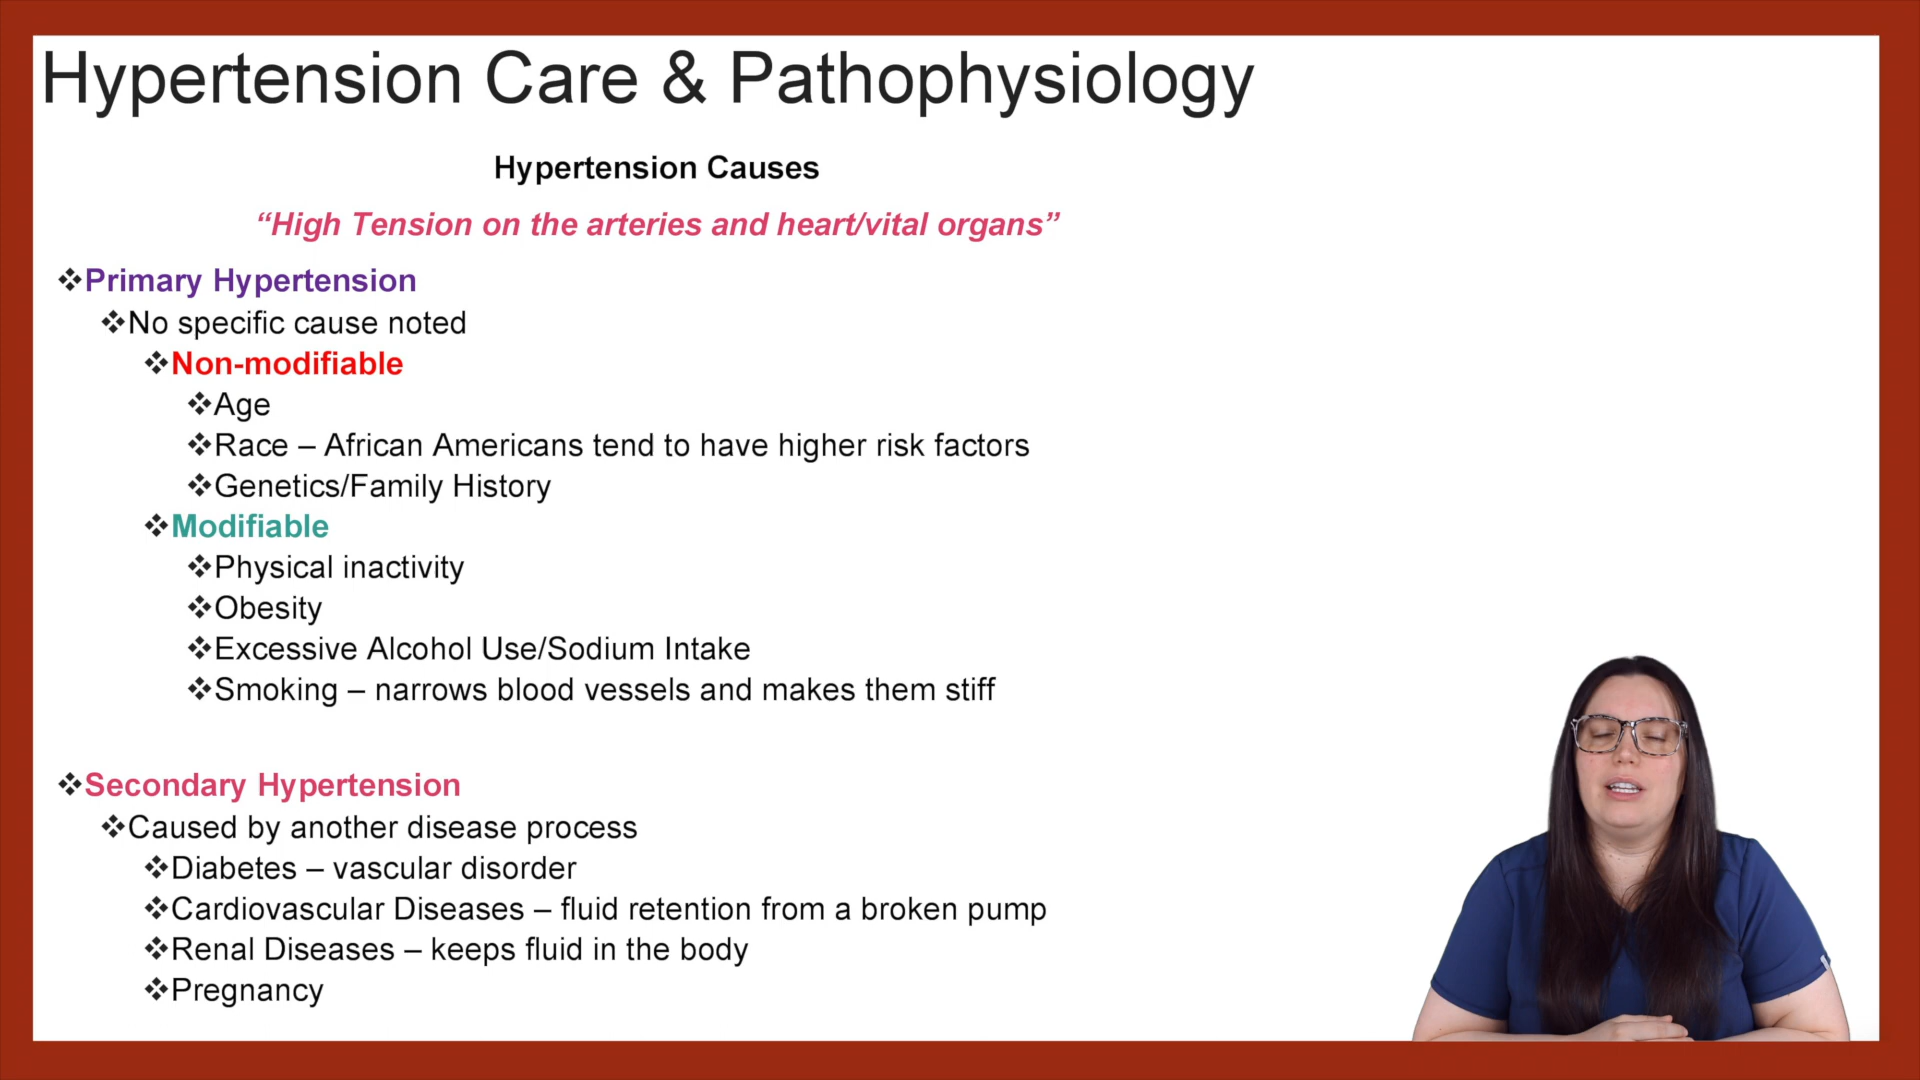 Hypertension Care & Pathophysiology
Hypertension Causes
“High Tension on the arteries and heart/vital organs”
❖Primary Hypertension
❖No specific cause noted
❖Non-modifiable
❖Age
❖Race – African Americans tend to have higher risk factors
❖Genetics/Family History
❖Modifiable
❖Physical inactivity
❖Obesity
❖Excessive Alcohol Use/Sodium Intake
❖Smoking – narrows blood vessels and makes them stiff
❖Secondary Hypertension
❖Caused by another disease process
❖Diabetes – vascular disorder
❖Cardiovascular Diseases – fluid retention from a broken pump
❖Renal Diseases – keeps fluid in the body
❖Pregnancy